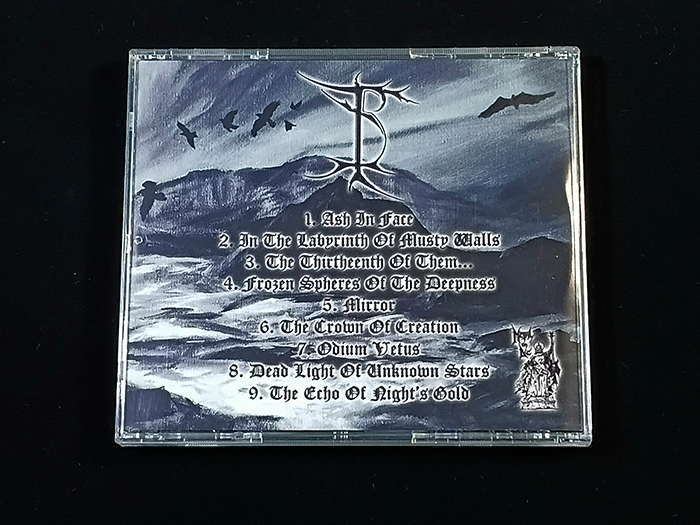 1. Ash In Face
2. In The Labyrinth Of Musty Walls
3. The Thirtheenth Of Them...
4. Frozen Spheres Of The Deepness
5. Mirror
6. The Crown Of Creation
7. Odium Vetus
8. Dead Light Of Unknown Stars
9. The Echo Of Night's Gold